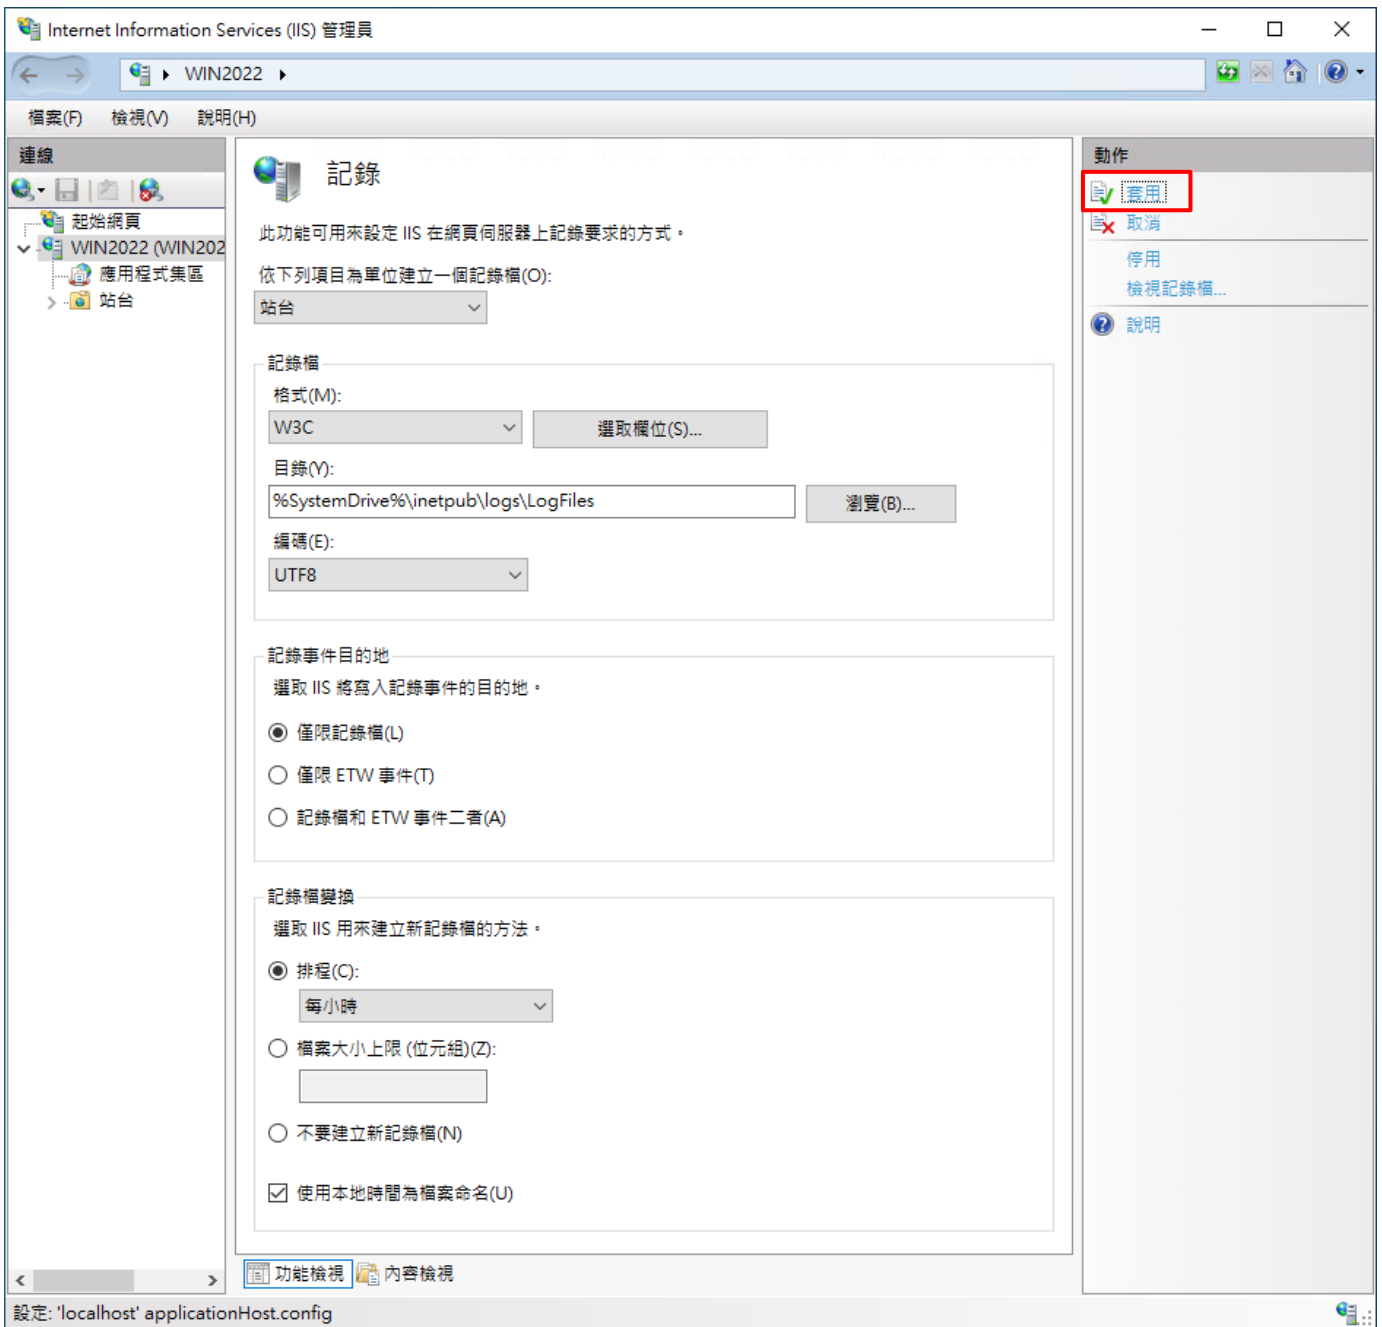 Internet Information Services (IIS) 管理員
WIN2022
檔案(F) 檢視(V) 說明(H)
連線
起始網頁
WIN2022 (WIN202
應用程式集區
站台
記錄
此功能可用來設定 IIS 在網頁伺服器上記錄要求的方式。
依下列項目為單位建立一個記錄檔(O):
站台
記錄檔
格式(M):
W3C
選取欄位(S)...
目錄(Y):
%SystemDrive%\inetpub\logs\LogFiles
瀏覽(B)...
編碼(E):
UTF8
記錄事件目的地
選取 IIS 將寫入記錄事件的目的地。
僅限記錄檔(L)
僅限 ETW 事件(T)
記錄檔和 ETW 事件二者(A)
記錄檔變換
選取 IIS 用來建立新記錄檔的方法。
排程(C):
每小時
檔案大小上限 (位元組)(Z):
不要建立新記錄檔(N)
使用本地時間為檔案命名(U)
功能檢視 內容檢視
動作
套用
取消
停用
檢視記錄檔...
說明
設定: 'localhost' applicationHost.config